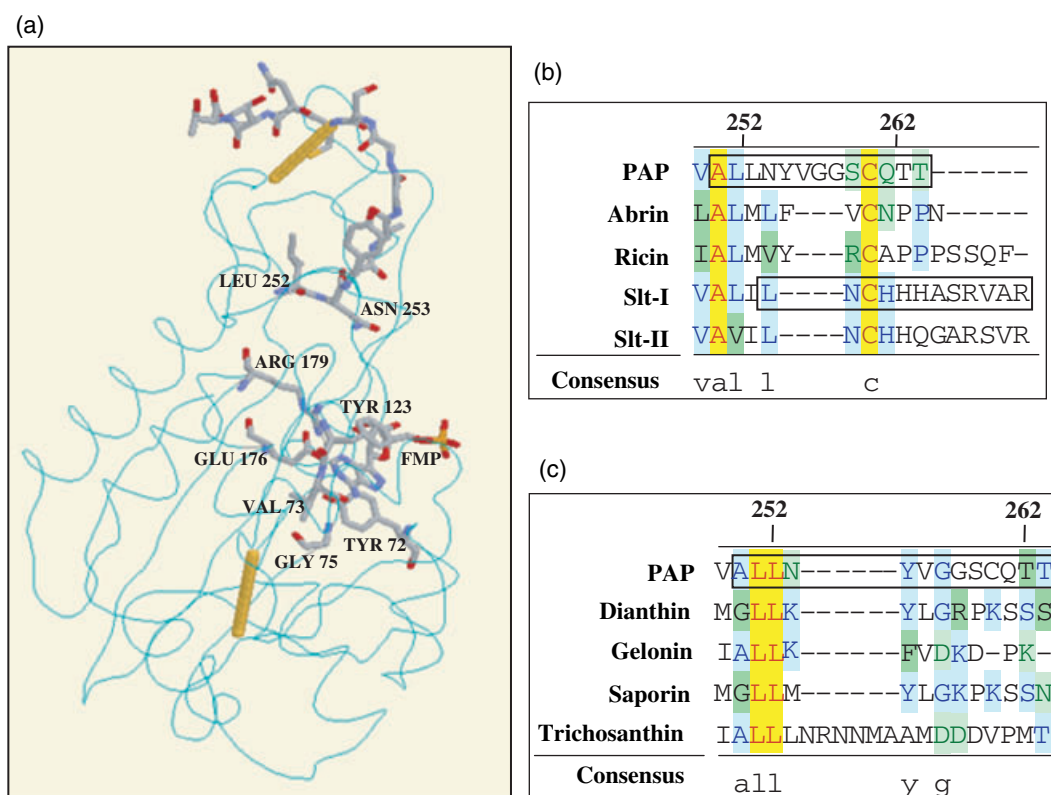 (a)
LEU 252
ASN 253
ARG 179
TYR 123
GLU 176
FMP
VAL 73
GLY 75
TYR 72
(b)
252 262
PAP VALLNYVGGSCQTT------
Abrin LALMLF---VCNPPN-----
Ricin IALMVY---RCAPPPSSQF-
Slt-I VALIL----NCHHHASRVAR
Slt-II VAVIL----NCHHQGARSVR
Consensus val l c
(c)
252 262
PAP VALLN------YVGGSCQTT
Dianthin MGLLK------YLGRPKSSS
Gelonin IALLK------FVDKD-PK-
Saporin MGLLM------YLGKPKSSN
Trichosanthin IALLLNRNNMAAMDDDVPMT
Consensus all y g